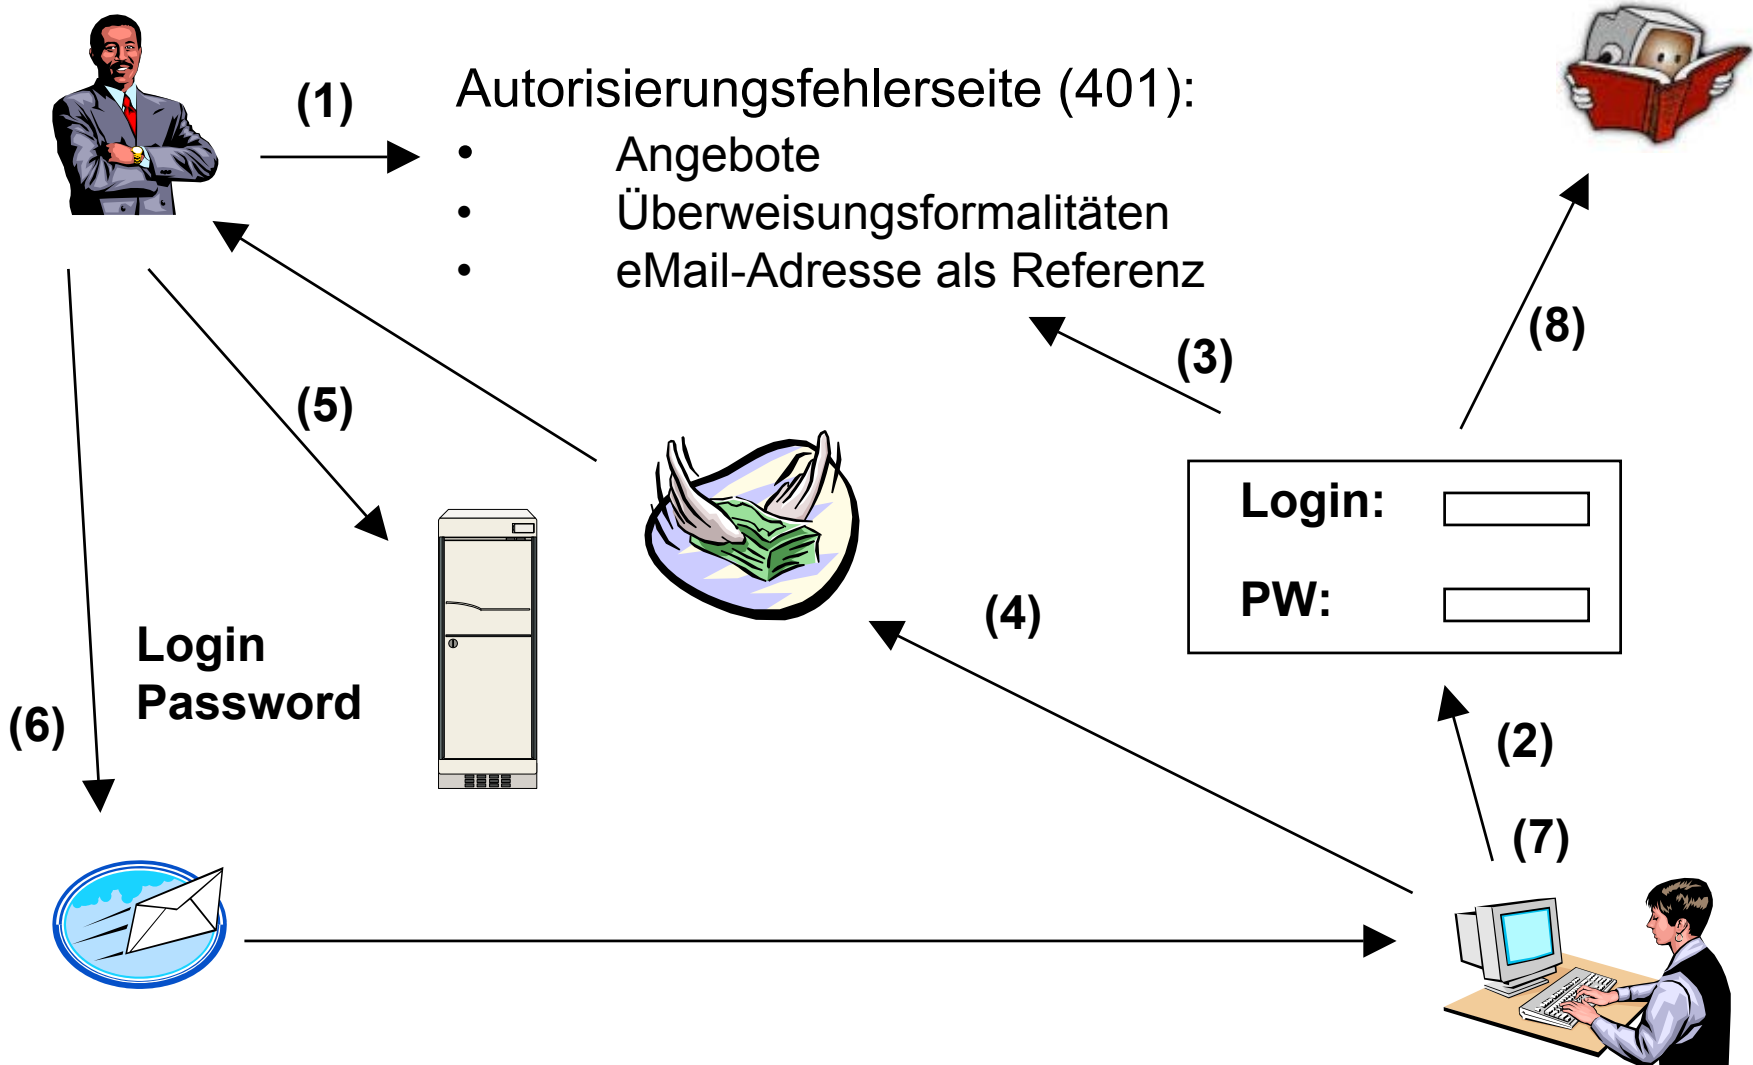 (1)
Autorisierungsfehlerseite (401):
• Angebote
• Überweisungsformalitäten
• eMail-Adresse als Referenz
(8)
(3)
(5)
Login:
PW:
(4)
Login
Password
(6)
(2)
(7)